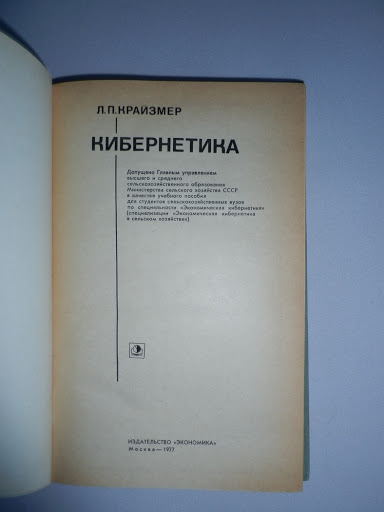 Л.П.КРАЙЗМЕР
КИБЕРНЕТИКА
Допущено Главным управлением
высшего и среднего
сельскохозяйственного образования
Министерства сельского хозяйства СССР
в качестве учебного пособия
для студентов сельскохозяйственных вузов
по специальности «Экономическая кибернетика»
(специализации «Экономическая кибернетика
в сельском хозяйстве»)
ИЗДАТЕЛЬСТВО «ЭКОНОМИКА»
Москва — 1977